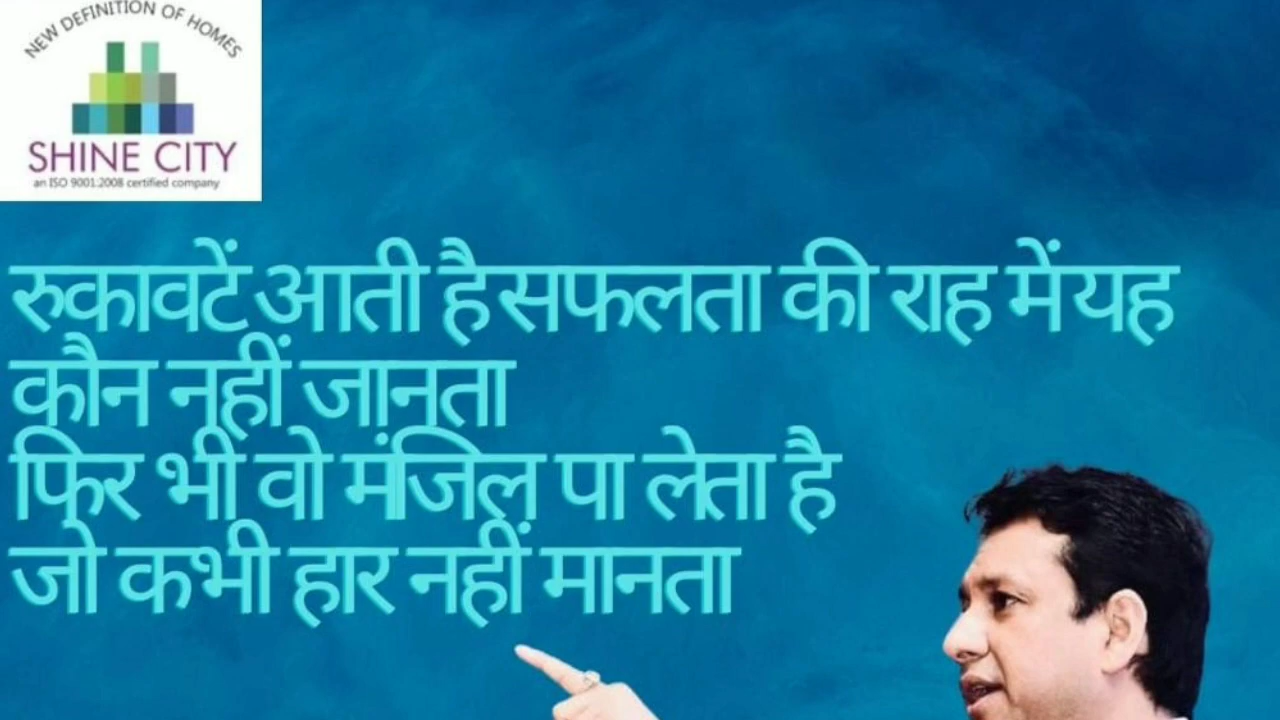 NEW DEFINITION OF HOMES
SHINE CITY
an ISO 9001:2008 certified company
रुकावटें आती है सफलता की राह में यह
कौन नहीं जानता
फिर भी वो मंजिल पा लेता है
जो कभी हार नहीं मानता